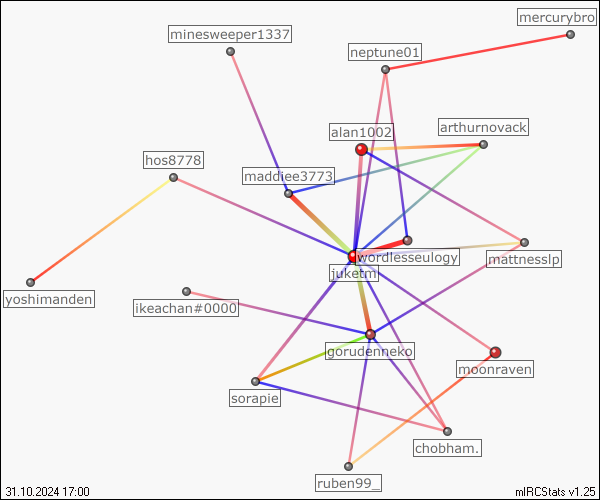 mercurybro
minesweeper1337
neptune01
alan1002
arthurnovack
hos8778
maddiee3773
wordlesseulogy
mattnesslp
juketm
yoshimanden
ikeachan#0000
gorudenneko
moonraven
sorapie
chobham.
ruben99_
31.10.2024 17:00
mIRCStats v1.25